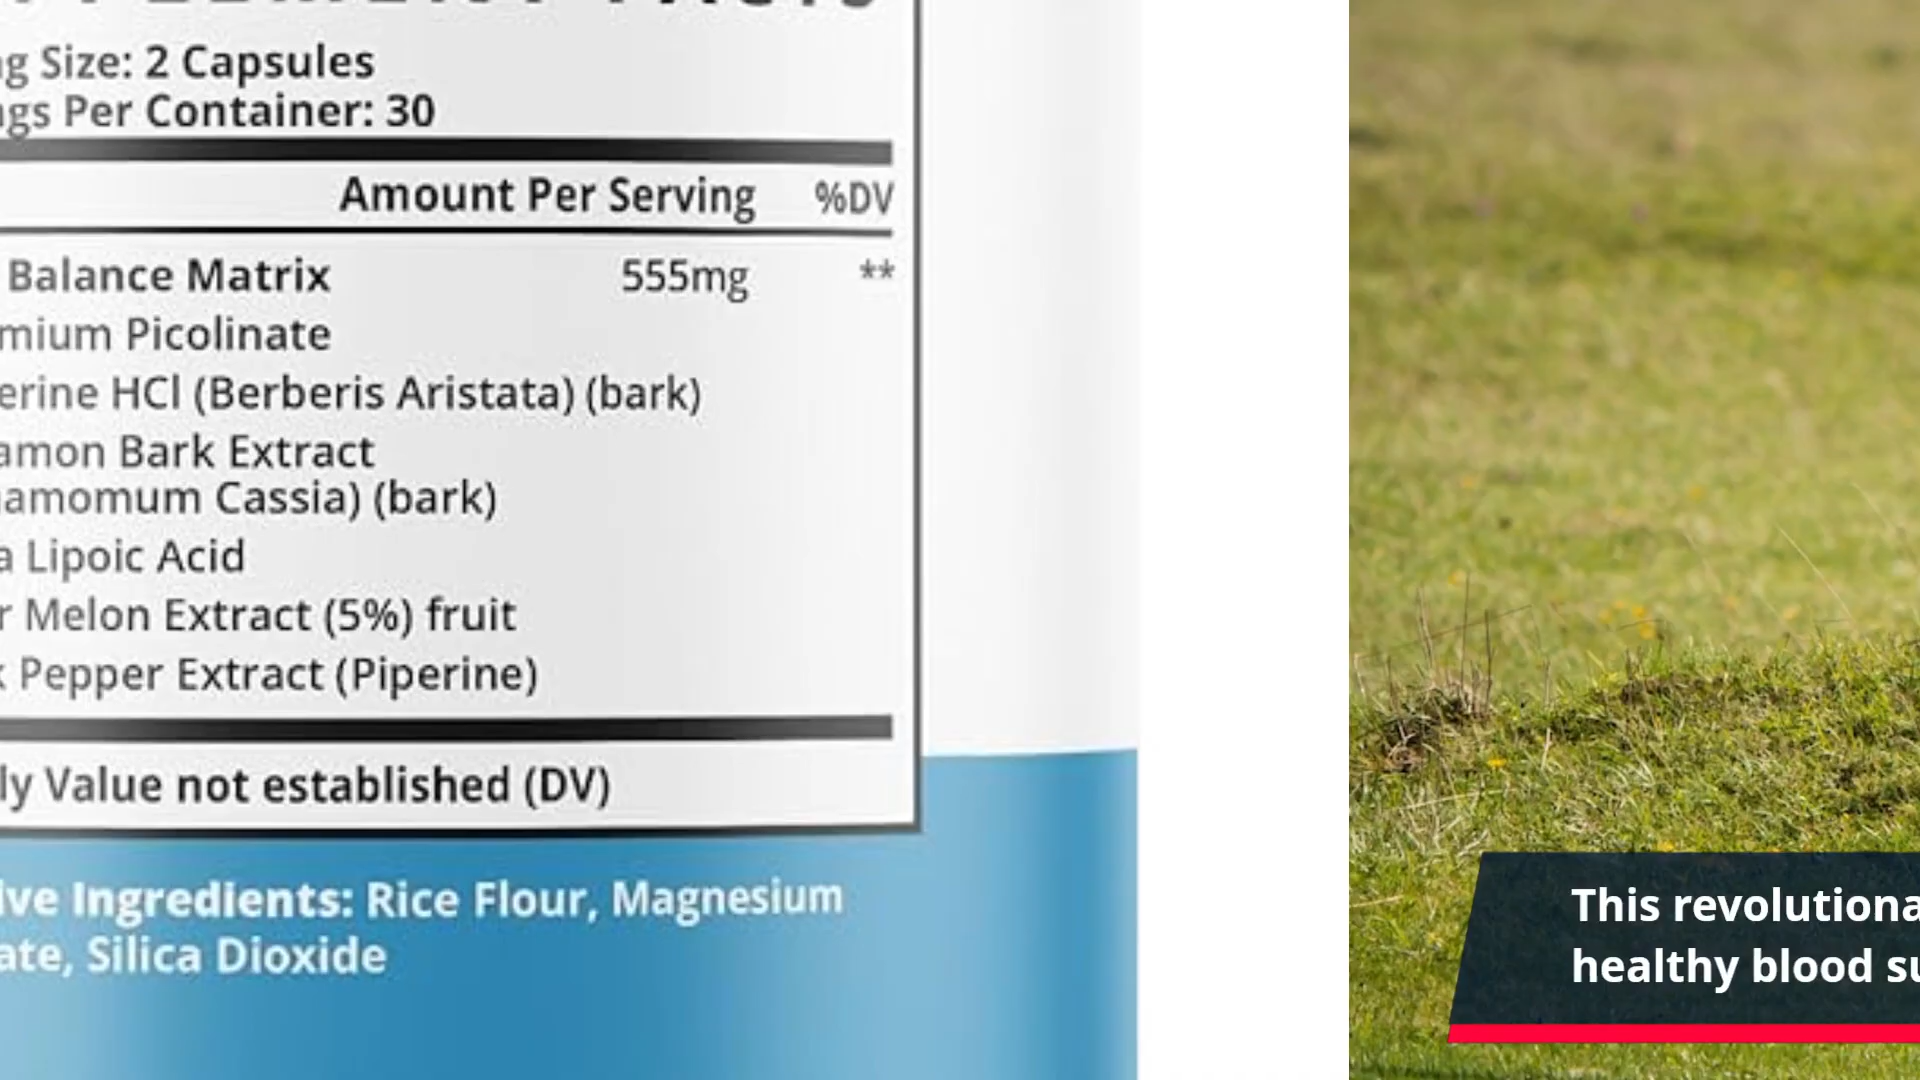 g Size: 2 Capsules
gs Per Container: 30
Amount Per Serving %DV
Balance Matrix 555mg **
mium Picolinate
erine HCl (Berberis Aristata) (bark)
amon Bark Extract
amomum Cassia) (bark)
a Lipoic Acid
r Melon Extract (5%) fruit
k Pepper Extract (Piperine)
ly Value not established (DV)
ive Ingredients: Rice Flour, Magnesium
ate, Silica Dioxide
This revolutiona
healthy blood su